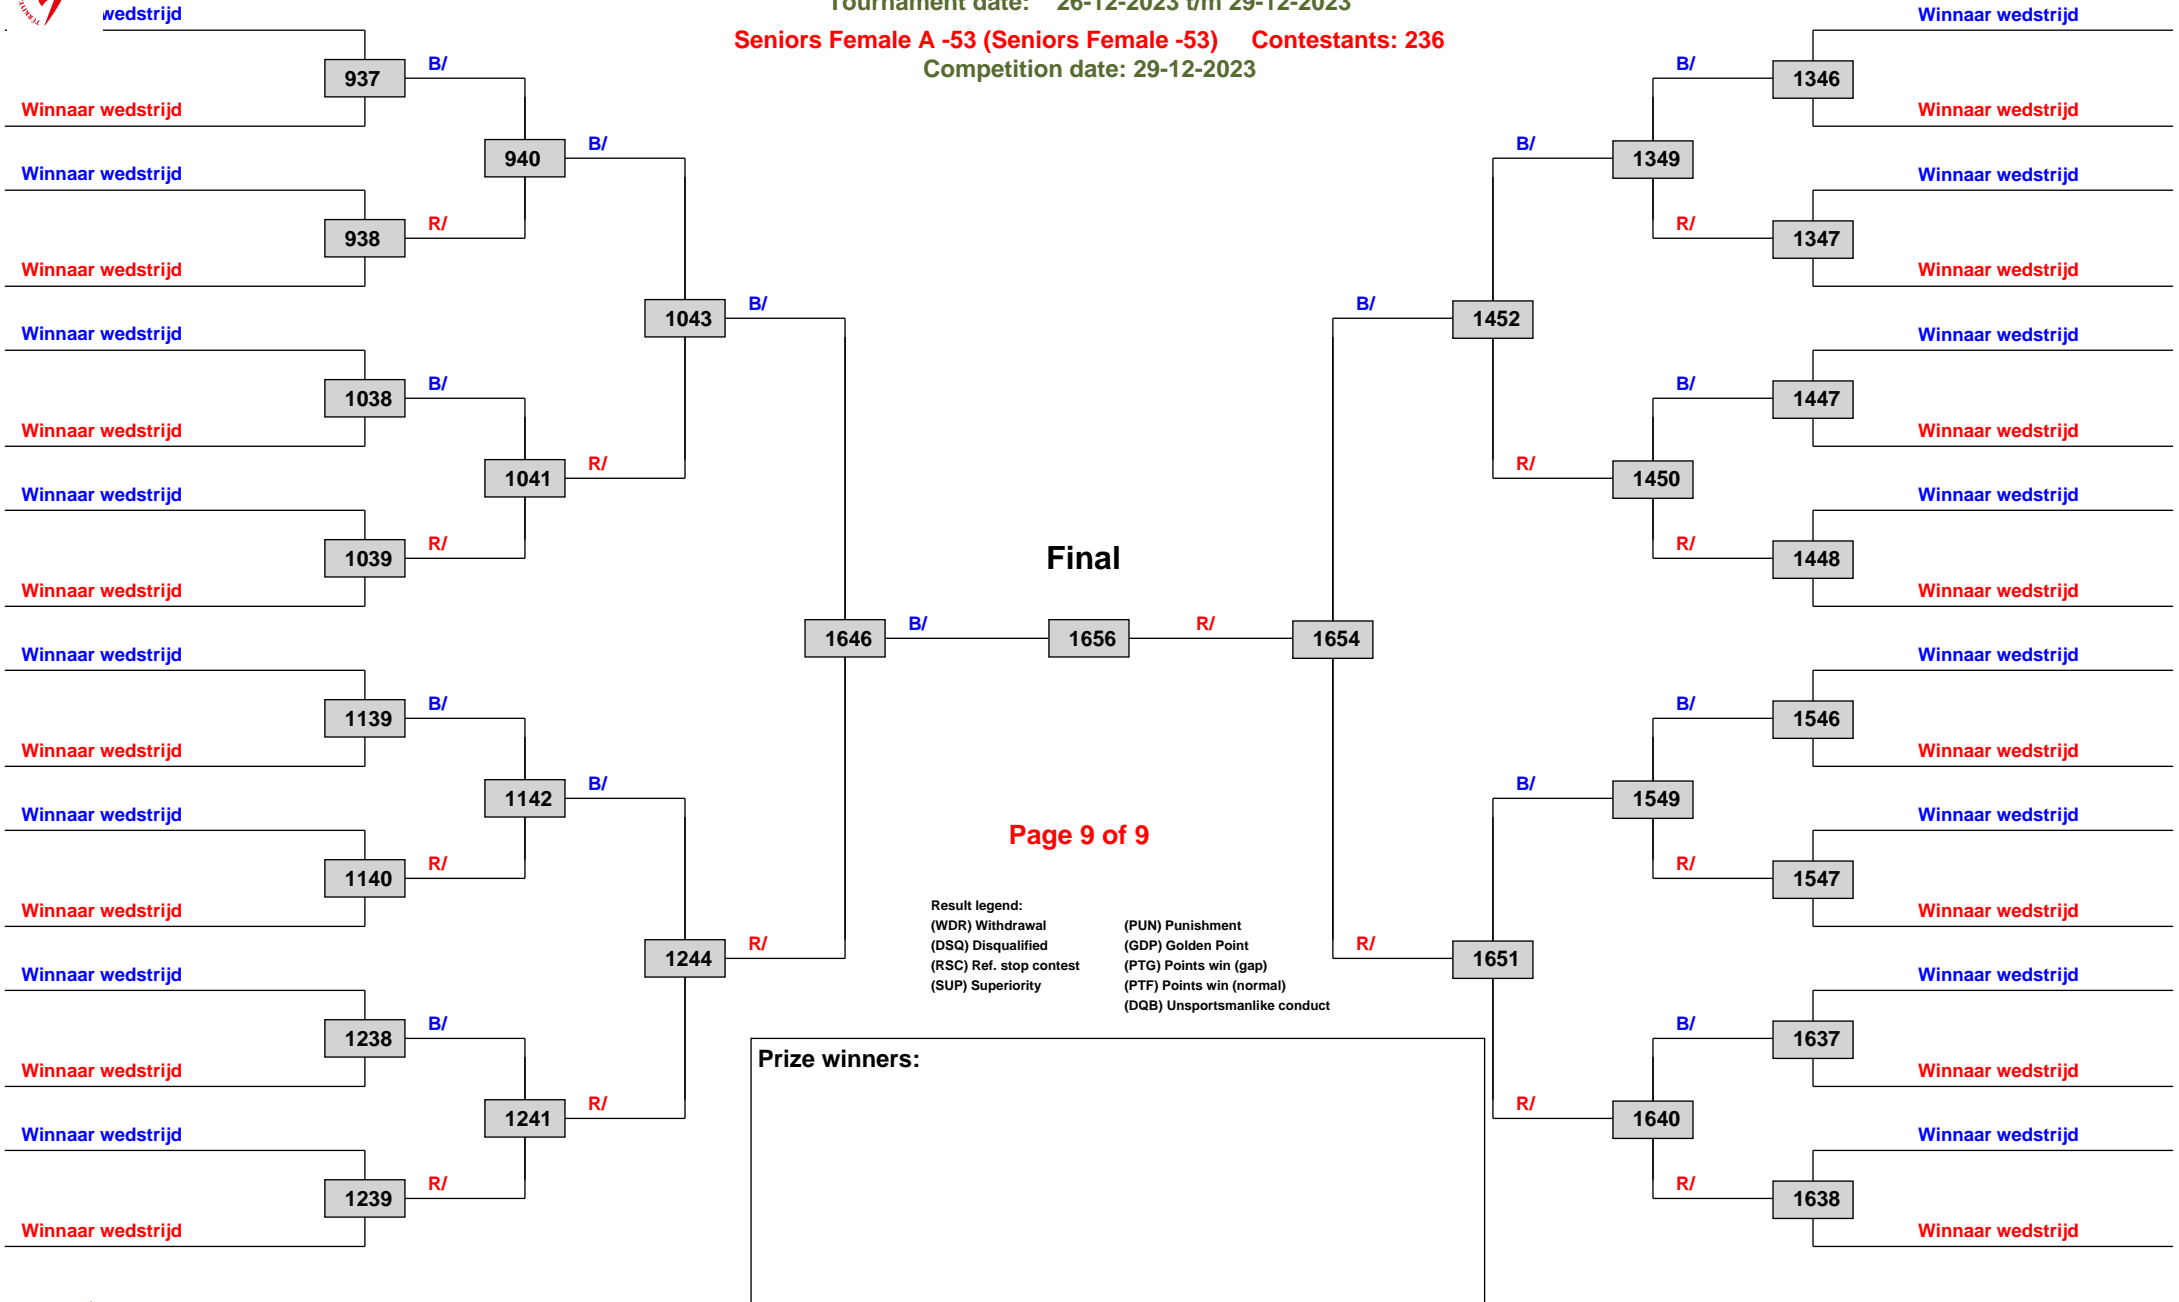 Tournament date: 26-12-2023 t/m 29-12-2023
Seniors Female A -53 (Seniors Female -53) Contestants: 236
Competition date: 29-12-2023
wedstrijd
937
B/
Winnaar wedstrijd
940
B/
Winnaar wedstrijd
938
R/
Winnaar wedstrijd
1043
B/
Winnaar wedstrijd
1038
B/
Winnaar wedstrijd
1041
R/
Winnaar wedstrijd
1039
R/
Winnaar wedstrijd
1646
B/
Winnaar wedstrijd
1139
B/
Winnaar wedstrijd
1142
B/
Winnaar wedstrijd
1140
R/
Winnaar wedstrijd
1244
R/
Winnaar wedstrijd
1238
B/
Winnaar wedstrijd
1241
R/
Winnaar wedstrijd
1239
R/
Winnaar wedstrijd
Final
1656
R/
1654
Page 9 of 9
Result legend:
(WDR) Withdrawal
(DSQ) Disqualified
(RSC) Ref. stop contest
(SUP) Superiority
(PUN) Punishment
(GDP) Golden Point
(PTG) Points win (gap)
(PTF) Points win (normal)
(DQB) Unsportsmanlike conduct
Prize winners:
Winnaar wedstrijd
B/
1346
Winnaar wedstrijd
B/
1349
Winnaar wedstrijd
R/
1347
Winnaar wedstrijd
B/
1452
Winnaar wedstrijd
B/
1447
Winnaar wedstrijd
R/
1450
Winnaar wedstrijd
R/
1448
Winnaar wedstrijd
Winnaar wedstrijd
B/
1546
Winnaar wedstrijd
B/
1549
Winnaar wedstrijd
R/
1547
Winnaar wedstrijd
R/
1651
Winnaar wedstrijd
B/
1637
Winnaar wedstrijd
R/
1640
Winnaar wedstrijd
R/
1638
Winnaar wedstrijd